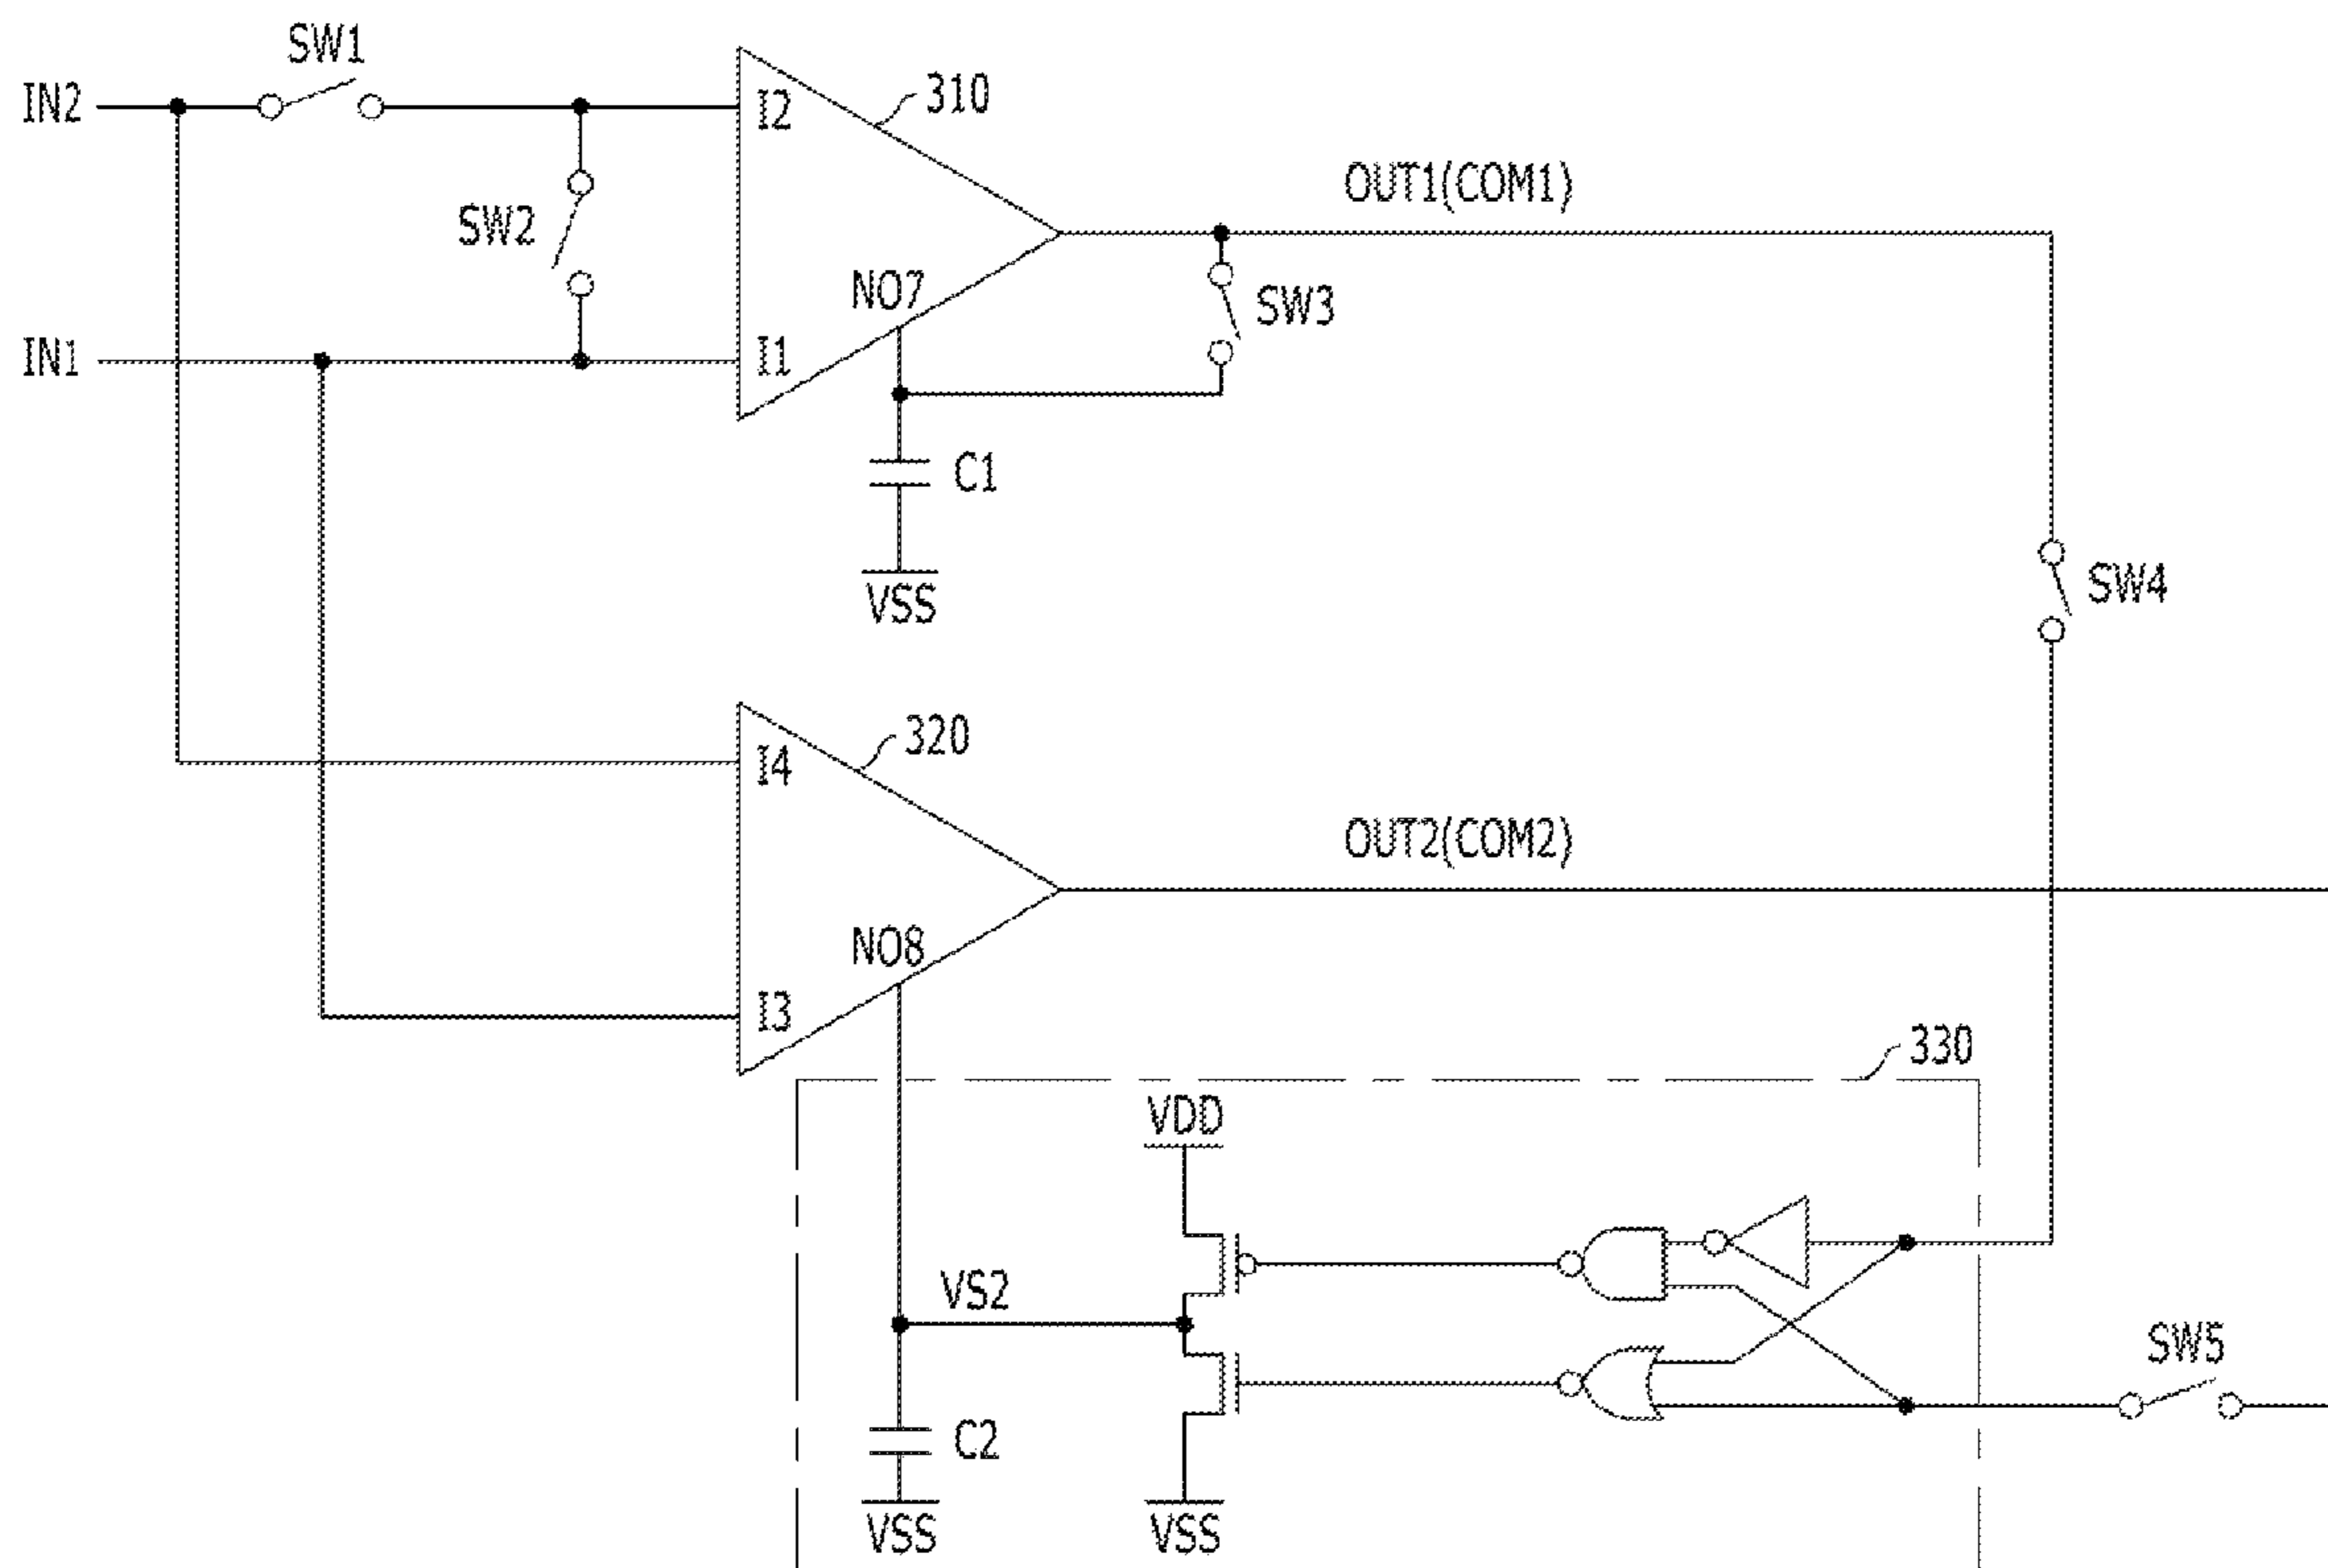 SW1
IN2
I2
310
OUT1(COM1)
SW2
NO7
SW3
IN1
I1
C1
VSS
SW4
I4
320
OUT2(COM2)
NO8
I3
330
VDD
VS2
SW5
C2
VSS
VSS